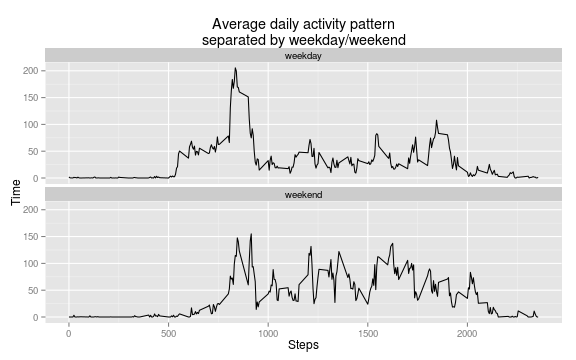 Average daily activity pattern
separated by weekday/weekend
weekday
200
150
100
50
0
Time
weekend
200
150
100
50
0
0 500 1000 1500 2000
Steps